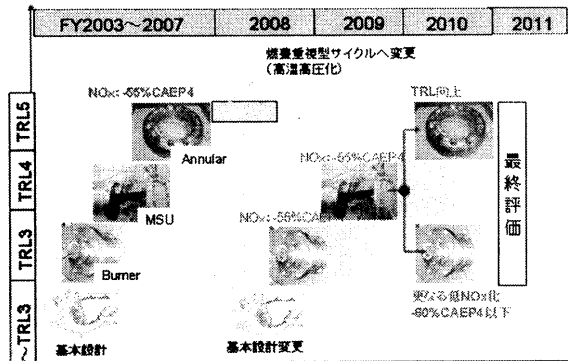 FY2003～2007 2008 2009 2010 2011
燃費重視型サイクルへ変更
(高温高圧化)
NOx: -55%CAEP4
TRL向上
TRL5
Annular
TRL4
NOx: -55%CAEP4
MSU
最終評価
TRL3
NOx: -55%CAEP4
Burner
更なる低NOx化
-60%CAEP4以下
～TRL3
基本設計
基本設計変更